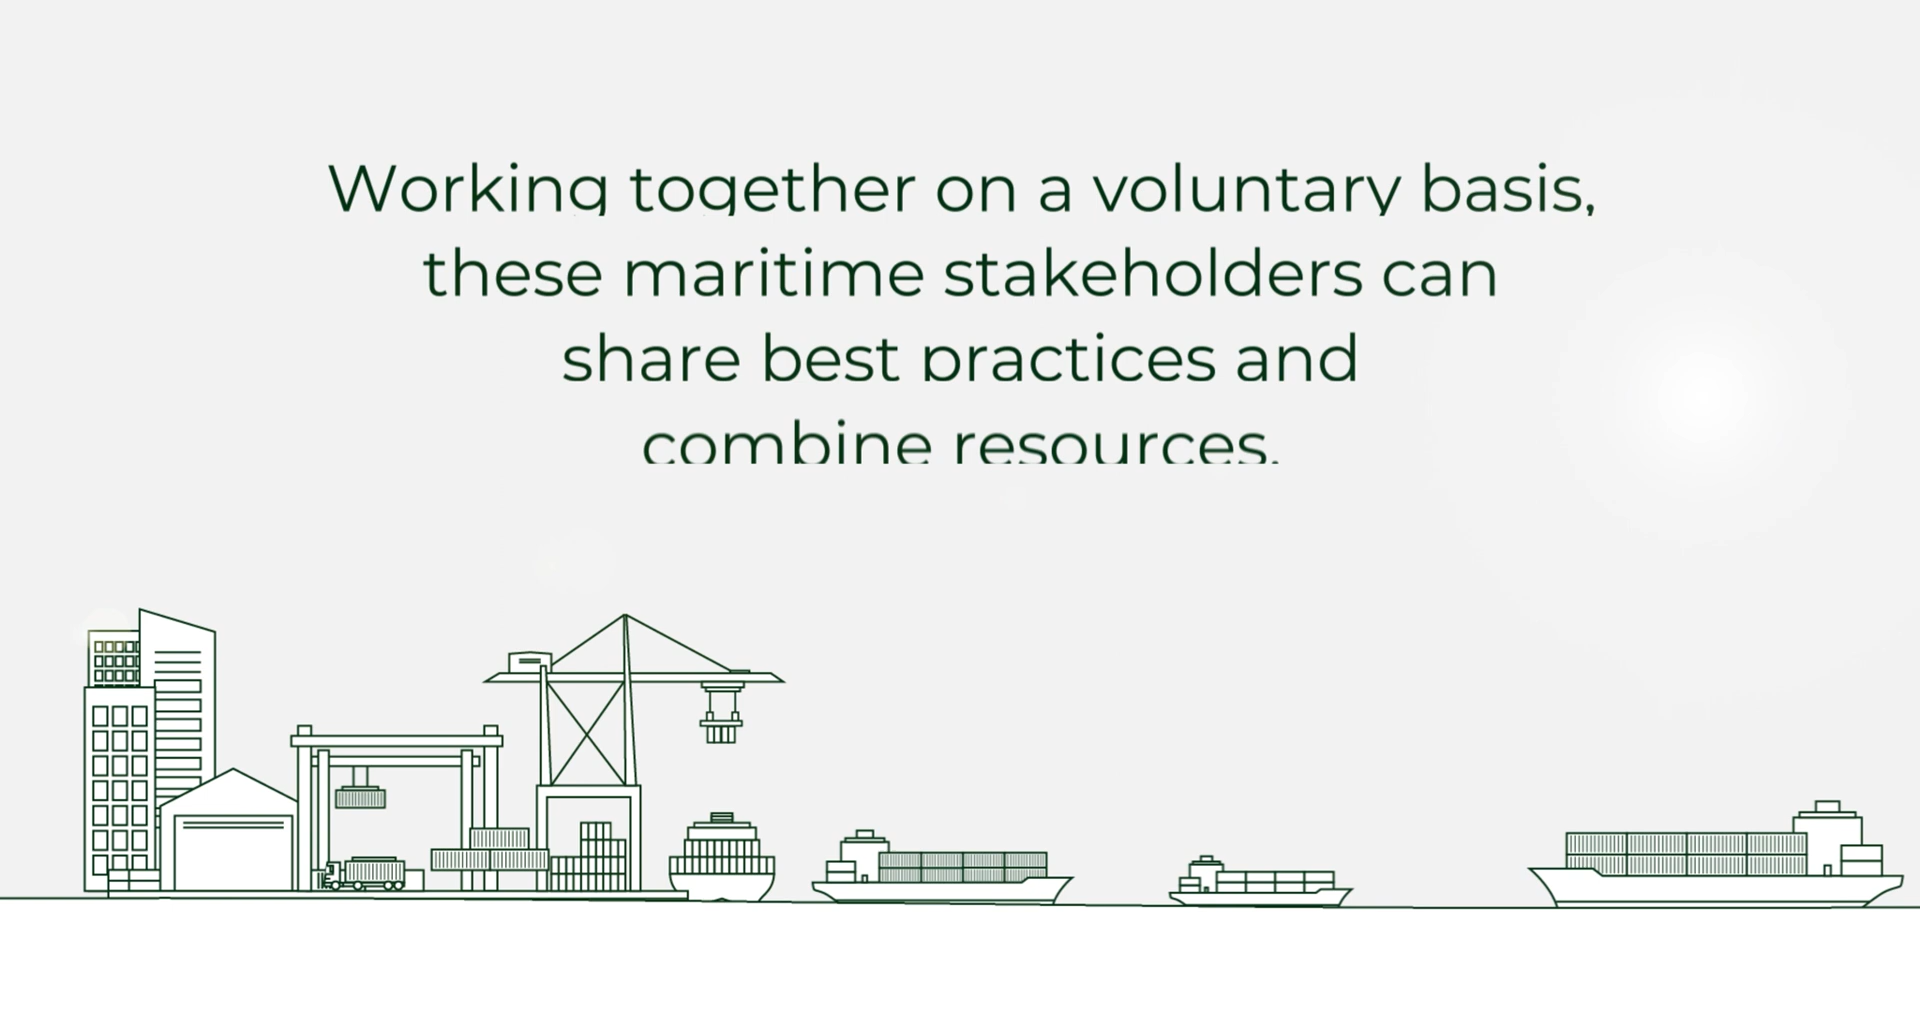 Working together on a voluntary basis,
these maritime stakeholders can
share best practices and
combine resources.